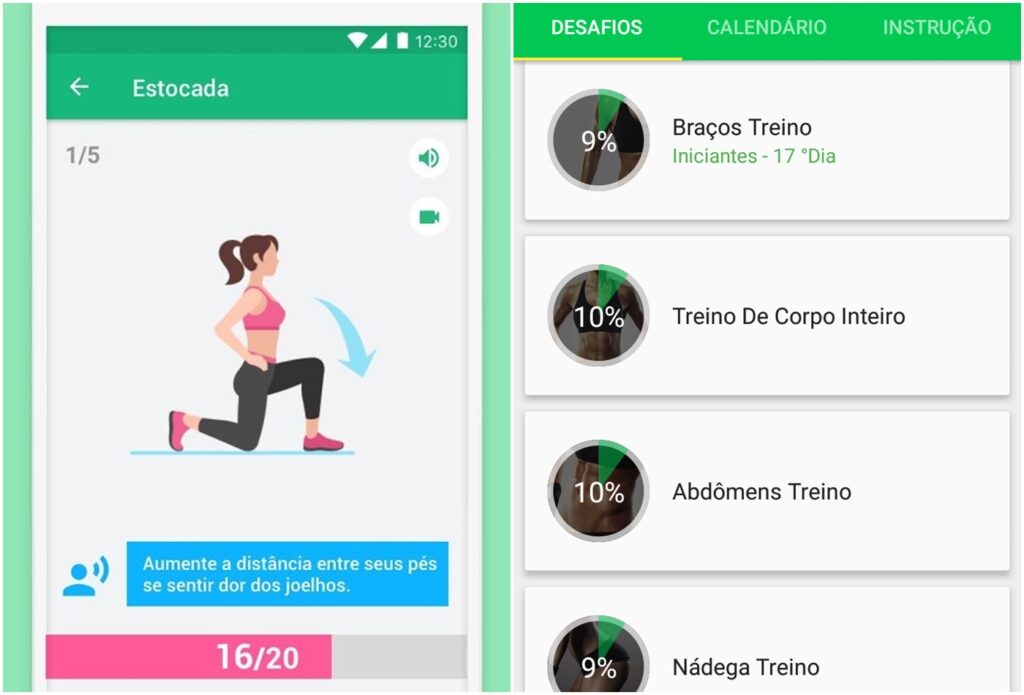 12:30
Estocada
1/5
Aumente a distância entre seus pés
se sentir dor dos joelhos.
16/20
DESAFIOS CALENDÁRIO INSTRUÇÃO
9%
Braços Treino
Iniciantes - 17 °Dia
10%
Treino De Corpo Inteiro
10%
Abdômens Treino
9%
Nádega Treino